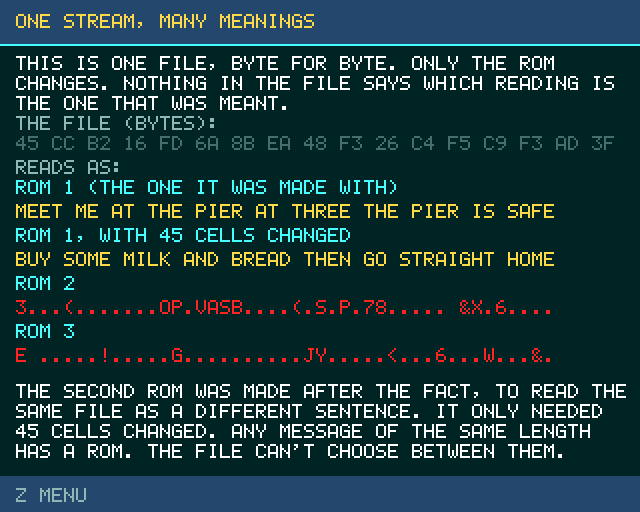 ONE STREAM, MANY MEANINGS
THIS IS ONE FILE, BYTE FOR BYTE. ONLY THE ROM
CHANGES. NOTHING IN THE FILE SAYS WHICH READING IS
THE ONE THAT WAS MEANT.
THE FILE (BYTES):
45 CC B2 16 FD 6A 8B EA 48 F3 26 C4 F5 C9 F3 AD 3F
READS AS:
ROM 1 (THE ONE IT WAS MADE WITH)
MEET ME AT THE PIER AT THREE THE PIER IS SAFE
ROM 1, WITH 45 CELLS CHANGED
BUY SOME MILK AND BREAD THEN GO STRAIGHT HOME
ROM 2
3...(.......OP.VASB....(.S.P.78..... &X.6....
ROM 3
E .....!.....G..........JY.....<...6...W...&.
THE SECOND ROM WAS MADE AFTER THE FACT, TO READ THE
SAME FILE AS A DIFFERENT SENTENCE. IT ONLY NEEDED
45 CELLS CHANGED. ANY MESSAGE OF THE SAME LENGTH
HAS A ROM. THE FILE CAN'T CHOOSE BETWEEN THEM.
Z MENU